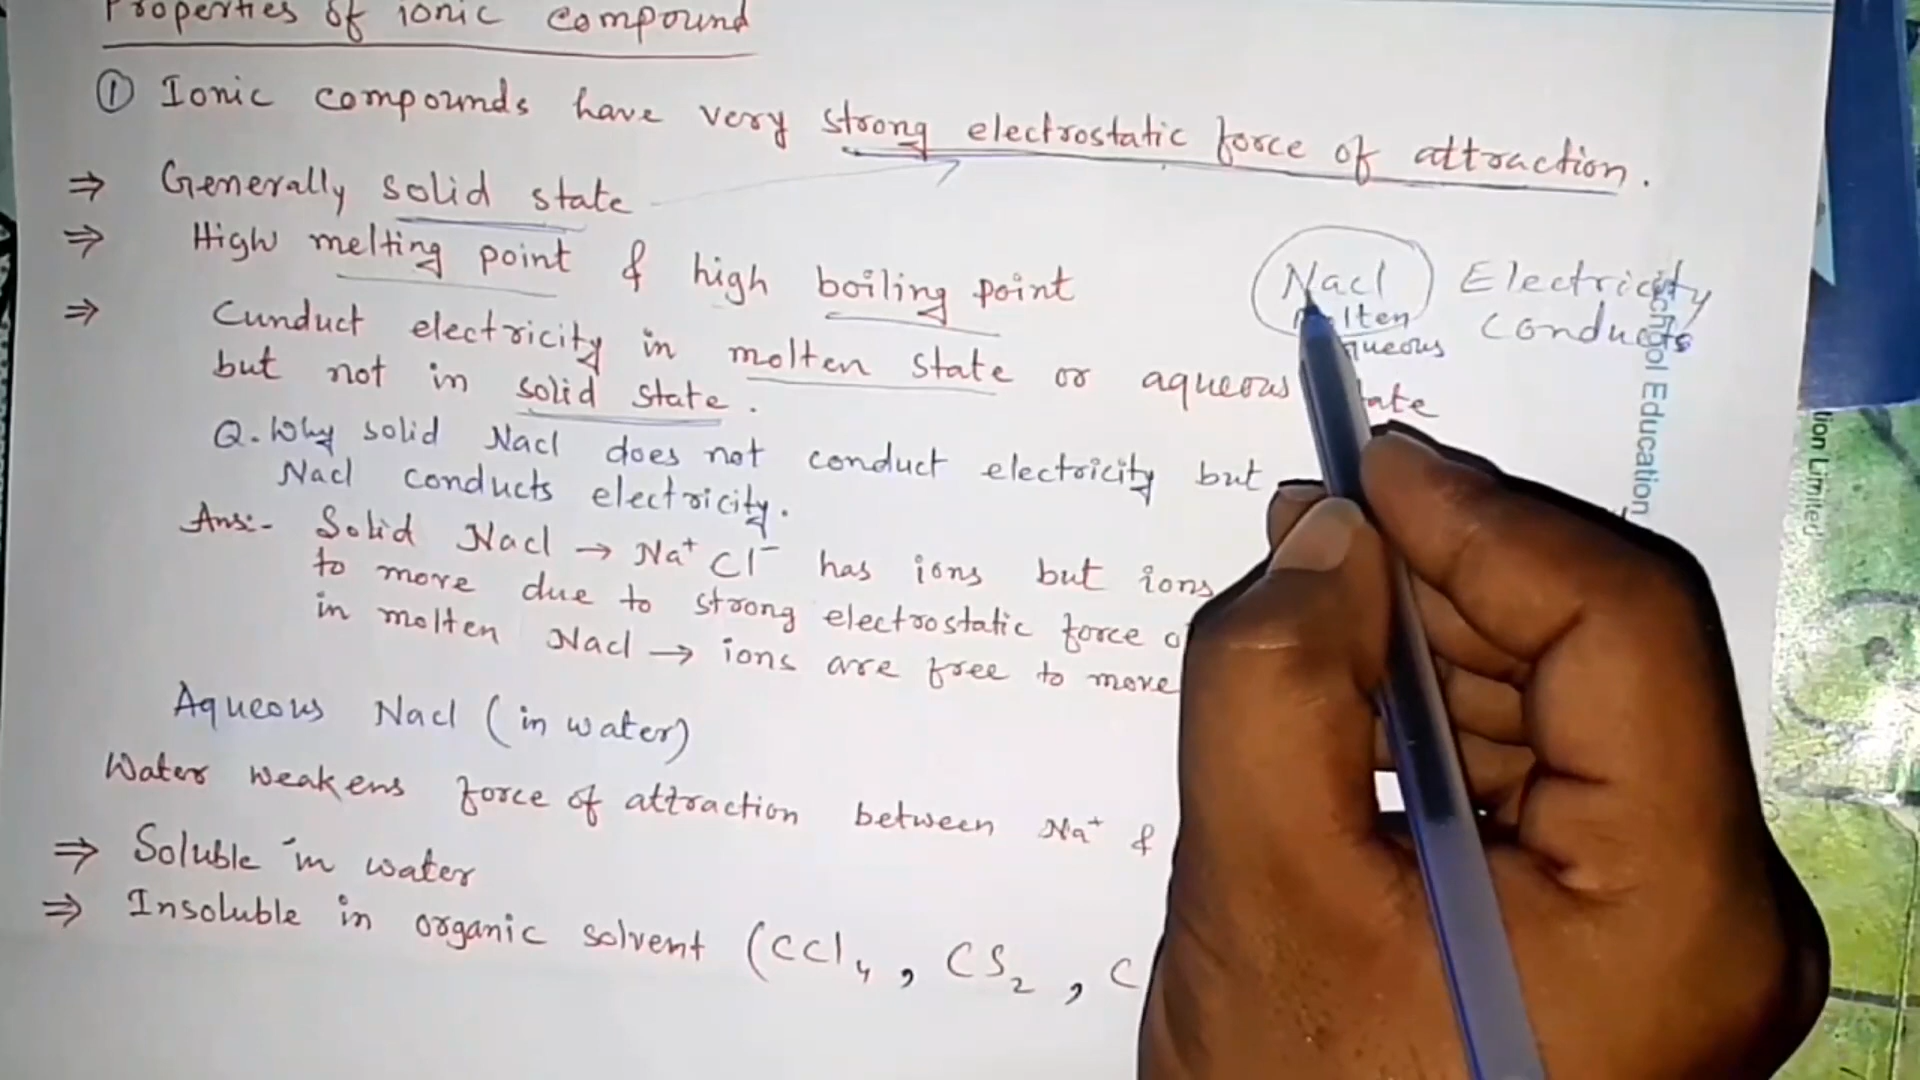 Properties of ionic compound
① Ionic compounds have very strong electrostatic force of attraction.
⇒ Generally solid state
⇒ High melting point & high boiling point
Nacl Electricity
molten conducts
aqueous
⇒ Cunduct electricity in molten state or aqueous state
but not in solid state.
Q. Why solid Nacl does not conduct electricity but
Nacl conducts electricity.
Ans:- Solid Nacl → Na⁺ Cl⁻ has ions but ions
to move due to strong electrostatic force
in molten Nacl → ions are free to move
Aqueous Nacl (in water)
Water weakens force of attraction between Na⁺ &
⇒ Soluble in water
⇒ Insoluble in organic solvent (CCl₄, CS₂, C
School Education
tion Limited